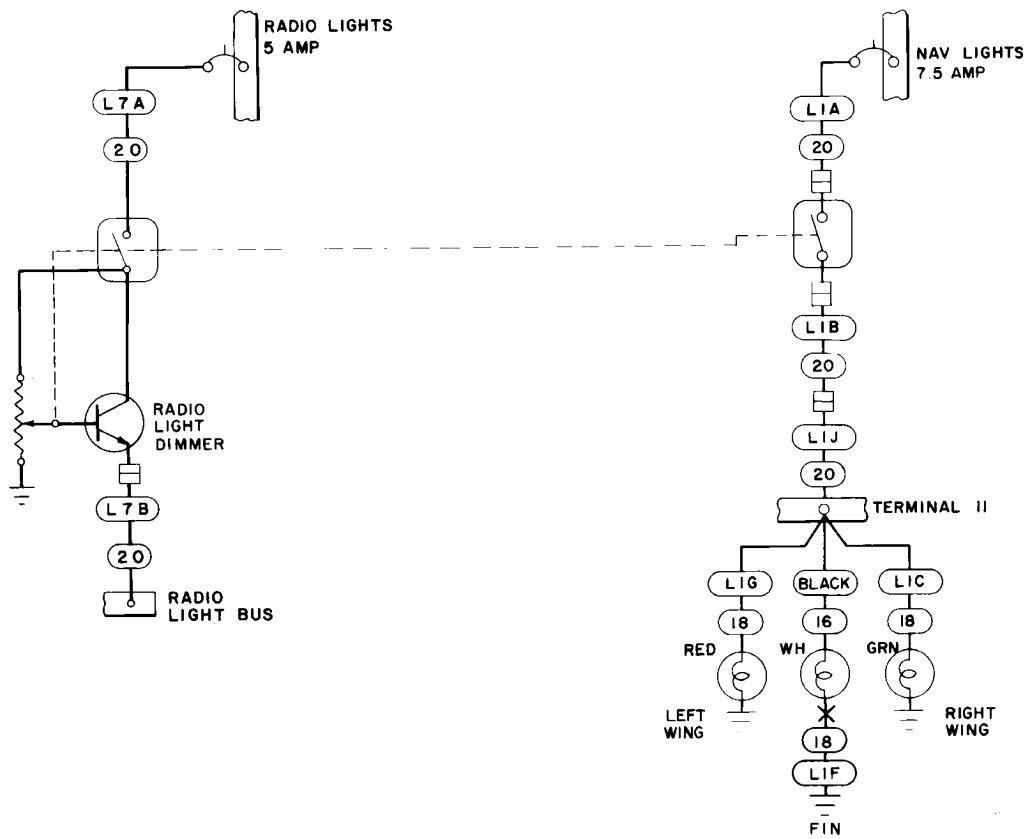 RADIO LIGHTS
5 AMP
L7A
20
RADIO
LIGHT
DIMMER
L7B
20
RADIO
LIGHT BUS
NAV LIGHTS
7.5 AMP
L1A
20
L1B
20
L1J
20
TERMINAL 11
L1G
BLACK
L1C
18
16
18
RED
WH
GRN
LEFT
WING
RIGHT
WING
18
L1F
FIN